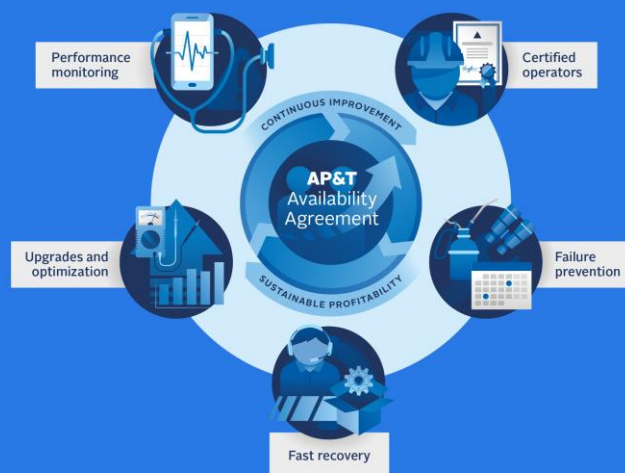 Performance
monitoring
Certified
operators
CONTINUOUS IMPROVEMENT
AP&T
Availability
Agreement
SUSTAINABLE PROFITABILITY
Upgrades and
optimization
Failure
prevention
Fast recovery